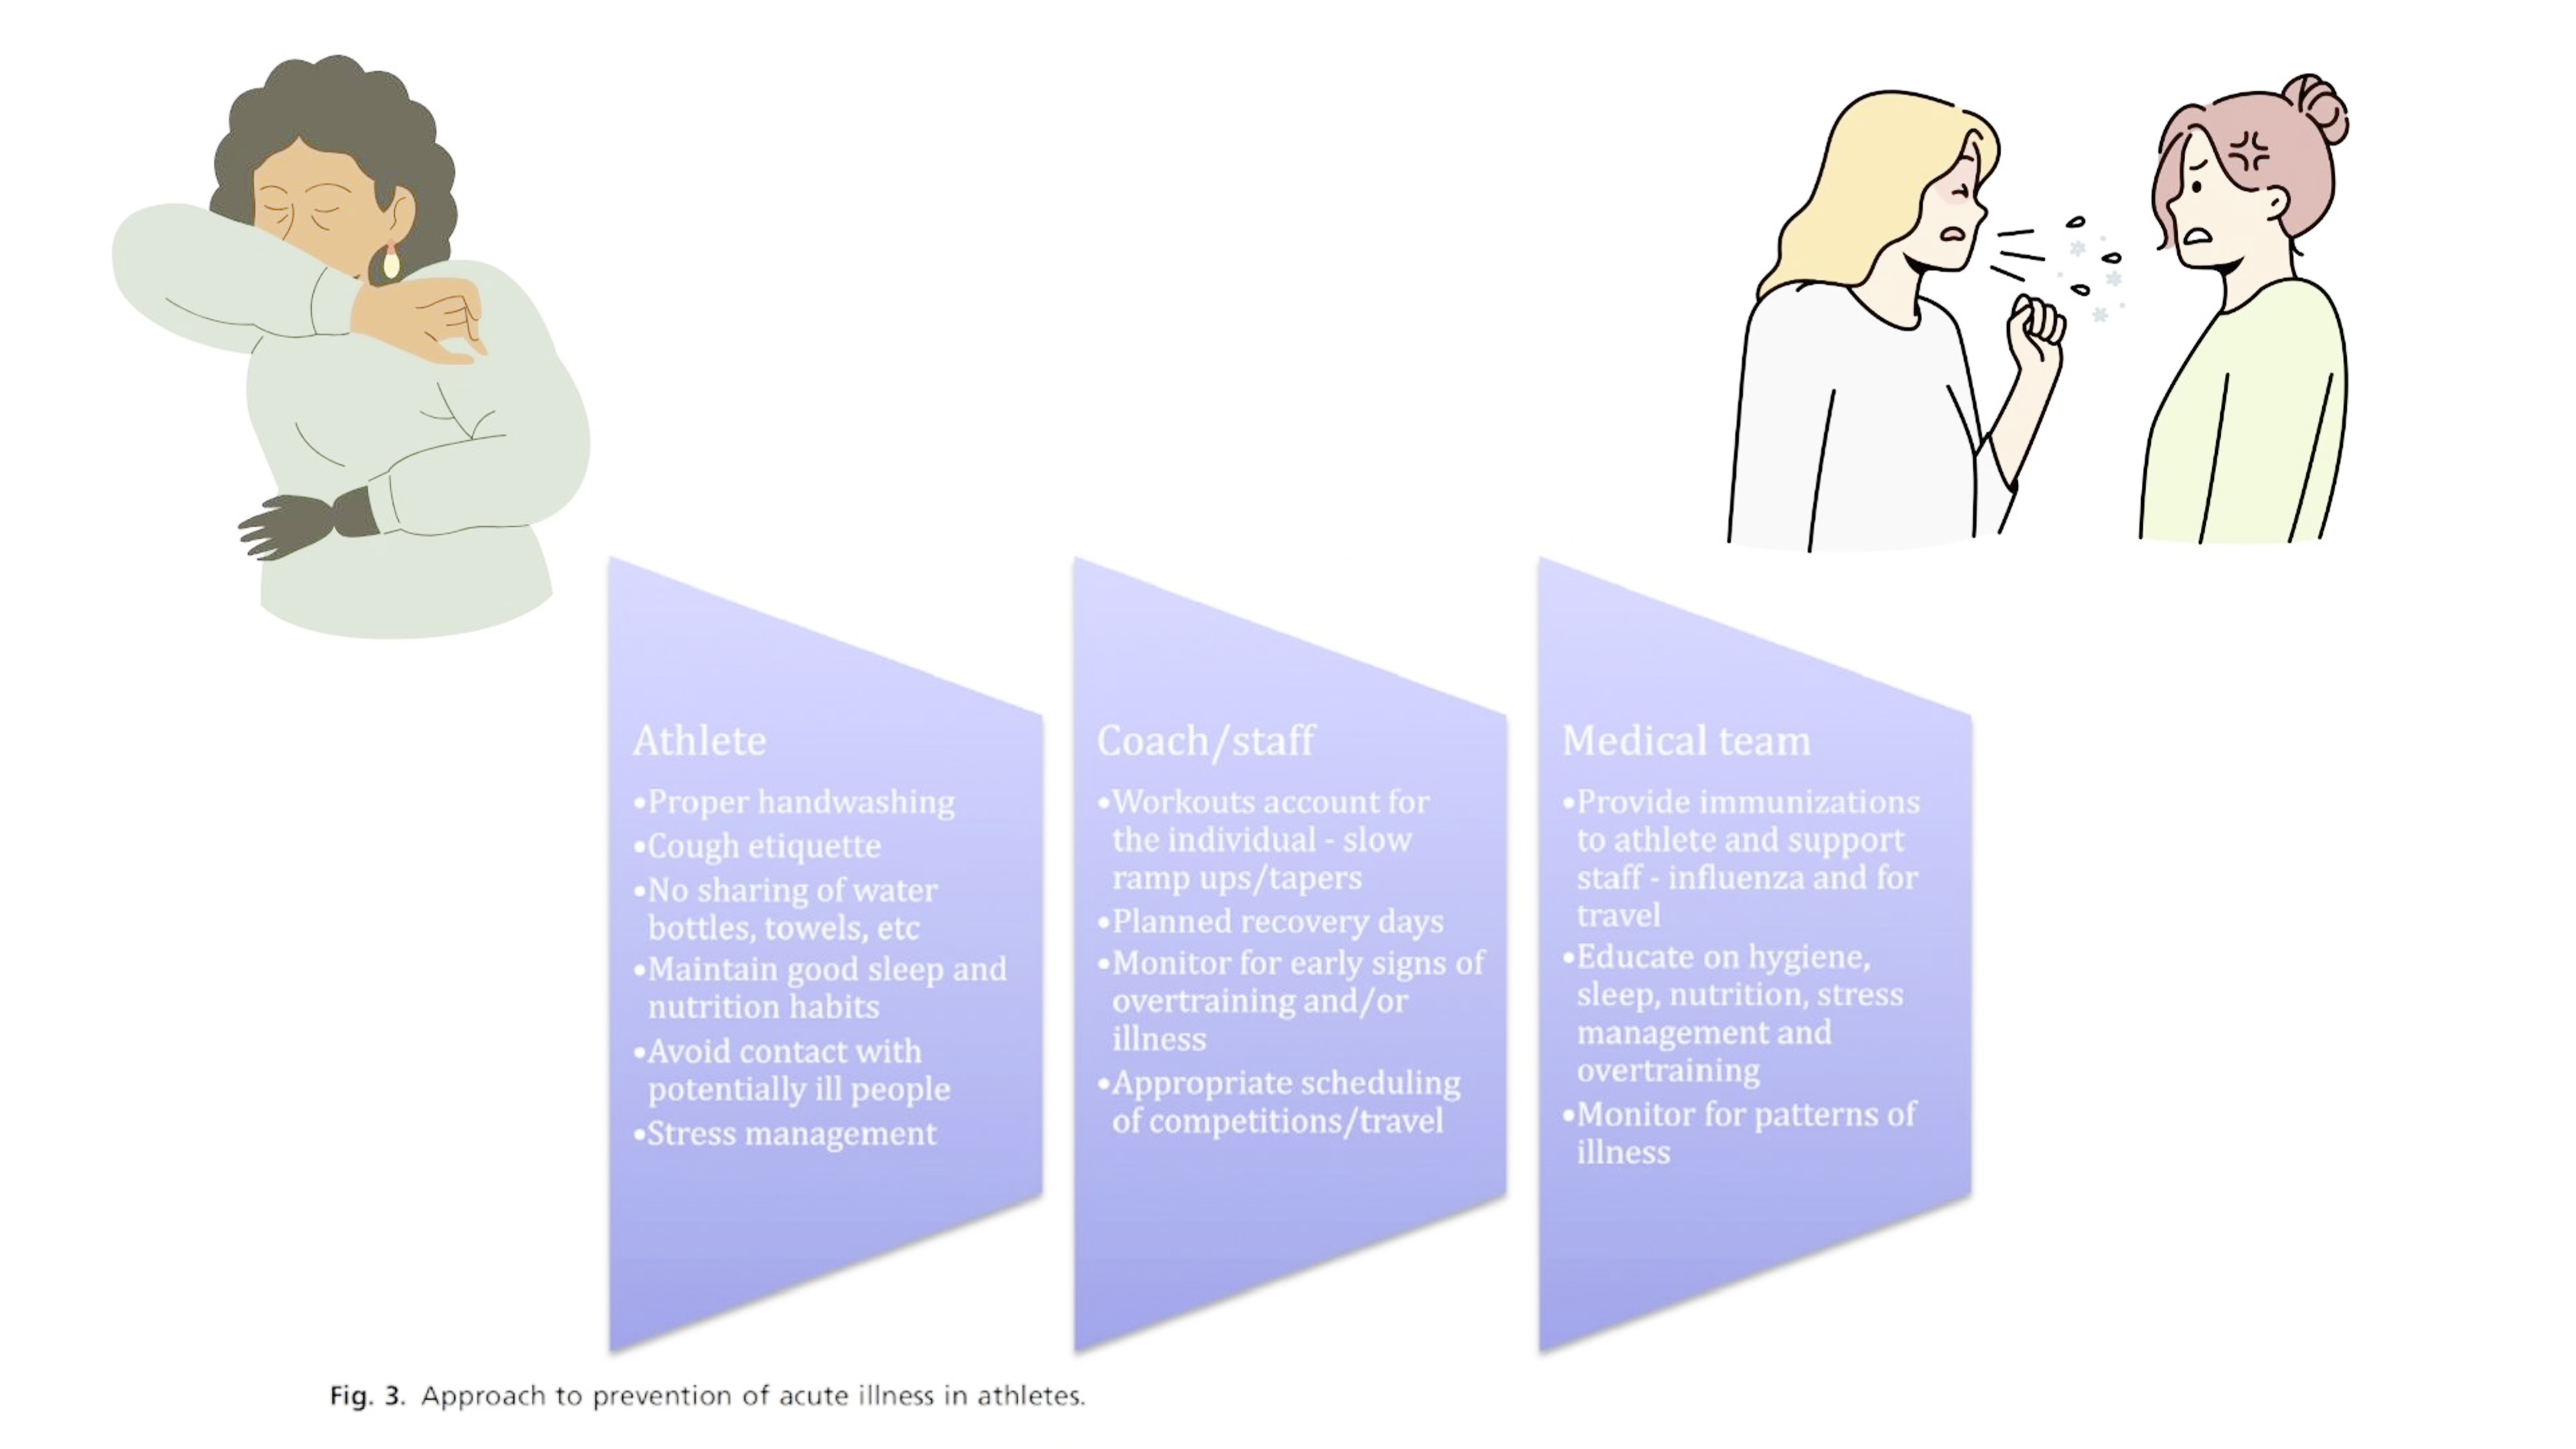 Athlete
•Proper handwashing
•Cough etiquette
•No sharing of water
bottles, towels, etc
•Maintain good sleep and
nutrition habits
•Avoid contact with
potentially ill people
•Stress management
Coach/staff
•Workouts account for
the individual - slow
ramp ups/tapers
•Planned recovery days
•Monitor for early signs of
overtraining and/or
illness
•Appropriate scheduling
of competitions/travel
Medical team
•Provide immunizations
to athlete and support
staff - influenza and for
travel
•Educate on hygiene,
sleep, nutrition, stress
management and
overtraining
•Monitor for patterns of
illness
Fig. 3. Approach to prevention of acute illness in athletes.